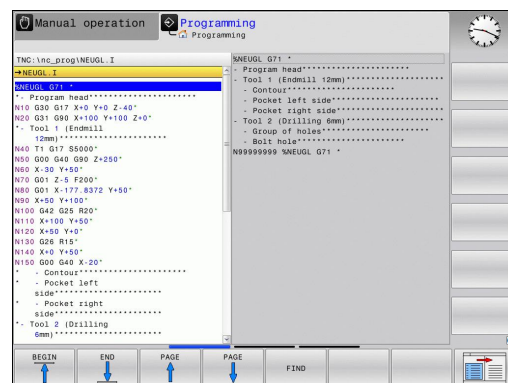 Manual operation
Programming
Programming
TNC:\nc_prog\NEUGL.I
→NEUGL.I
%NEUGL G71 *
*- Program head**********************
N10 G30 G17 X+0 Y+0 Z-40*
N20 G31 G90 X+100 Y+100 Z+0*
*- Tool 1 (Endmill
12mm)**********************
N40 T1 G17 S5000*
N50 G00 G40 G90 Z+250*
N60 X-30 Y+50*
N70 G01 Z-5 F200*
N80 G01 X-177.8372 Y+50*
N90 X+50 Y+100*
N100 G42 G25 R20*
N110 X+100 Y+50*
N120 X+50 Y+0*
N130 G26 R15*
N140 X+0 Y+50*
N150 G00 G40 X-20*
* - Contour**********************
* - Pocket left
side**********************
* - Pocket right
side**********************
*- Tool 2 (Drilling
6mm)**********************
%NEUGL G71 *
- Program head**********************
- Tool 1 (Endmill 12mm)********************
- Contour**********************
- Pocket left side**********************
- Pocket right side**********************
- Tool 2 (Drilling 6mm)********************
- Group of holes**********************
- Bolt hole**********************
N99999999 %NEUGL G71 *
BEGIN
END
PAGE
PAGE
FIND